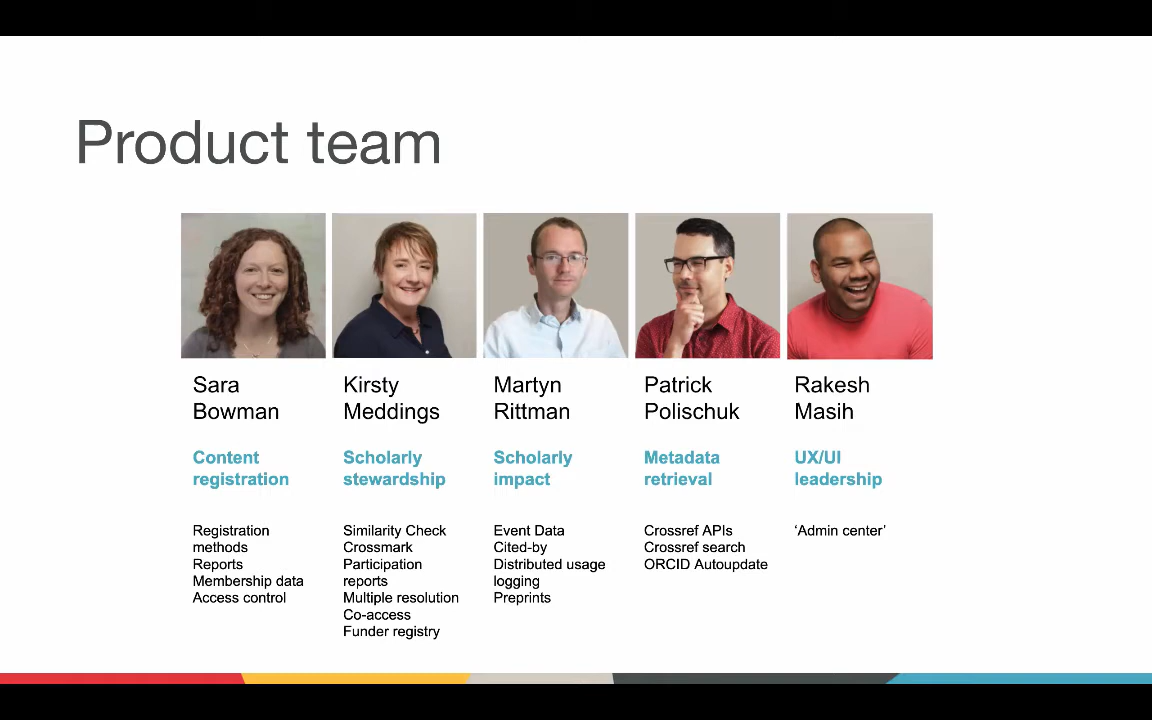 Product team
Sara
Bowman
Content
registration
Registration
methods
Reports
Membership data
Access control
Kirsty
Meddings
Scholarly
stewardship
Similarity Check
Crossmark
Participation
reports
Multiple resolution
Co-access
Funder registry
Martyn
Rittman
Scholarly
impact
Event Data
Cited-by
Distributed usage
logging
Preprints
Patrick
Polischuk
Metadata
retrieval
Crossref APIs
Crossref search
ORCID Autoupdate
Rakesh
Masih
UX/UI
leadership
‘Admin center’